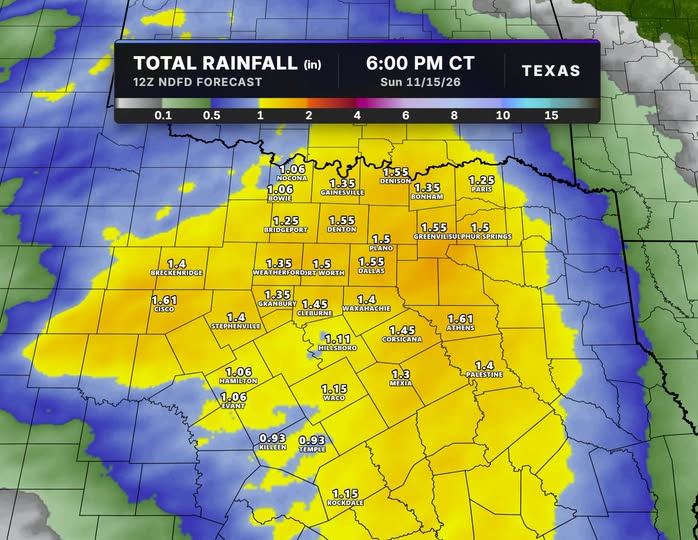 TOTAL RAINFALL (in)
12Z NDFD FORECAST
6:00 PM CT
Sun 11/15/26
TEXAS
0.1 0.5 1 2 4 6 8 10 15
1.06
NOCONA
1.06
BOWIE
1.35
GAINESVILLE
1.55
DENISON
1.35
BONHAM
1.25
PARIS
1.25
BRIDGEPORT
1.55
DENTON
1.5
PLANO
1.55
GREENVIL
1.5
SULPHUR SPRINGS
1.4
BRECKENRIDGE
1.35
WEATHERFORD
1.5
ORT WORTH
1.55
DALLAS
1.61
CISCO
1.35
GRANBURY
1.45
CLEBURNE
1.4
WAXAHACHIE
1.4
STEPHENVILLE
1.11
HILLSBORO
1.45
CORSICANA
1.61
ATHENS
1.06
HAMILTON
1.3
MEXIA
1.4
PALESTINE
1.06
EVANT
1.15
WACO
0.93
KILLEEN
0.93
TEMPLE
1.15
ROCKDALE